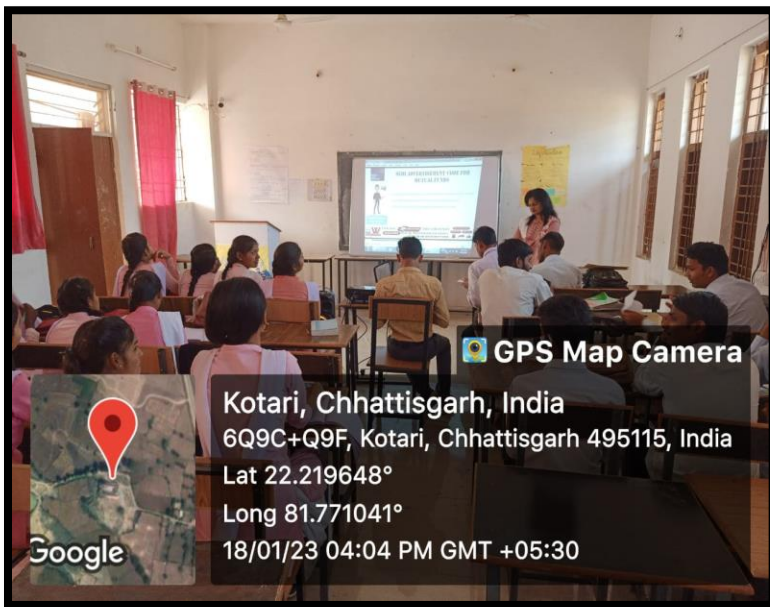 GPS Map Camera
Kotari, Chhattisgarh, India
6Q9C+Q9F, Kotari, Chhattisgarh 495115, India
Lat 22.219648°
Long 81.771041°
18/01/23 04:04 PM GMT +05:30
Google